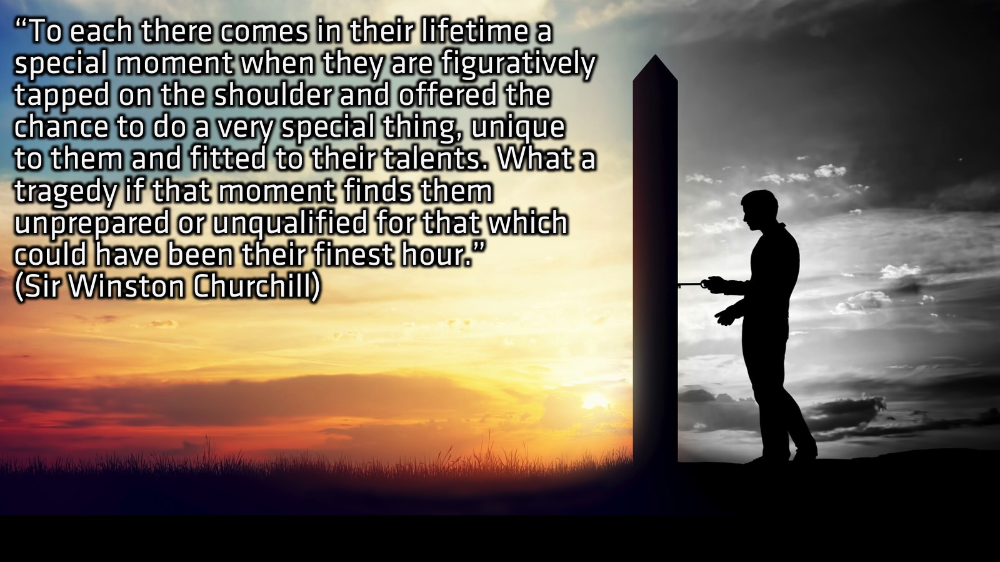 “To each there comes in their lifetime a
special moment when they are figuratively
tapped on the shoulder and offered the
chance to do a very special thing, unique
to them and fitted to their talents. What a
tragedy if that moment finds them
unprepared or unqualified for that which
could have been their finest hour.”
(Sir Winston Churchill)